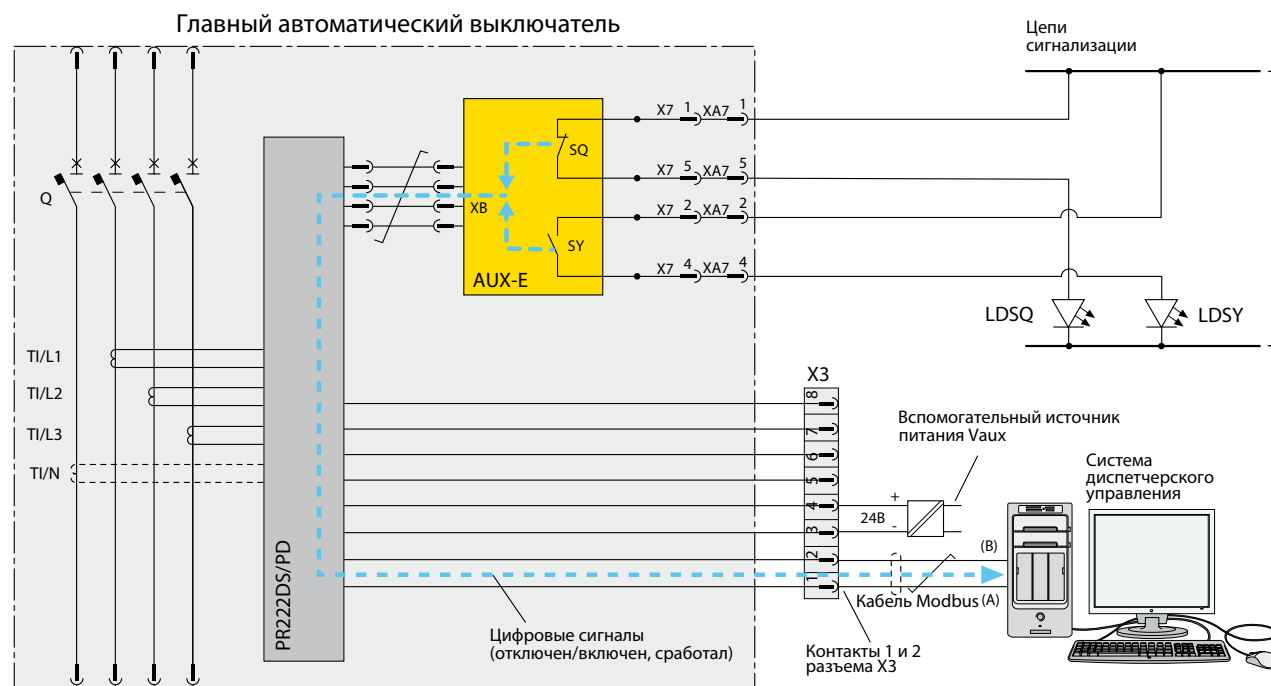 Главный автоматический выключатель
Цепи
сигнализации
X7 1 XA7 1
SQ
X7 5 XA7 5
Q
XB
X7 2 XA7 2
SY
X7 4 XA7 4
AUX-E
LDSQ
LDSY
TI/L1
TI/L2
TI/L3
TI/N
X3
8
7
6
5
4
3
2
1
Вспомогательный источник
питания Vaux
+
24В
-
Система
диспетчерского
управления
(B)
Кабель Modbus (A)
PR222DS/PD
Цифровые сигналы
(отключен/включен, сработал)
Контакты 1 и 2
разъема X3